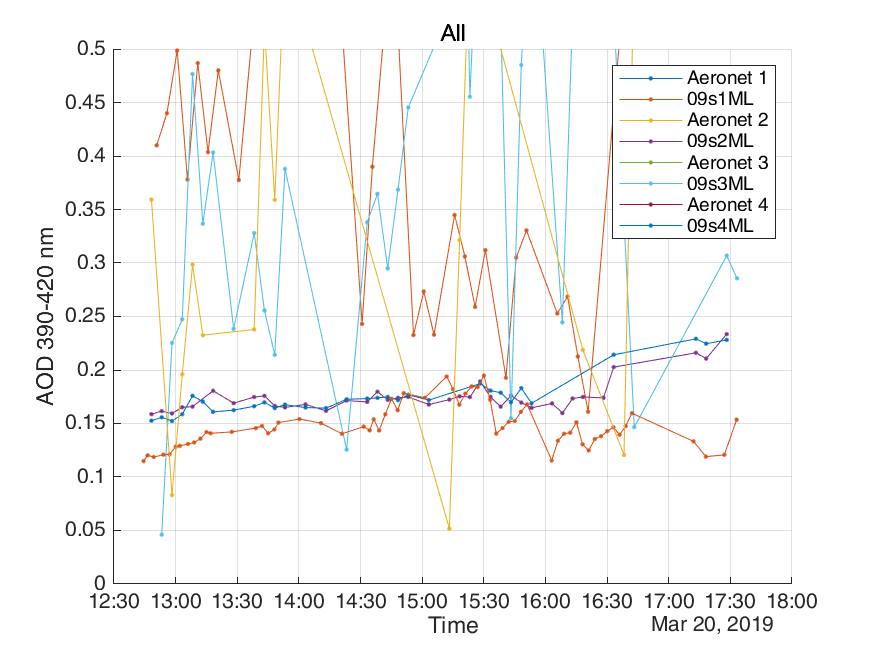 All
0.5
0.45
0.4
0.35
0.3
0.25
0.2
0.15
0.1
0.05
0
AOD 390-420 nm
Aeronet 1
09s1ML
Aeronet 2
09s2ML
Aeronet 3
09s3ML
Aeronet 4
09s4ML
12:30 13:00 13:30 14:00 14:30 15:00 15:30 16:00 16:30 17:00 17:30 18:00
Time
Mar 20, 2019